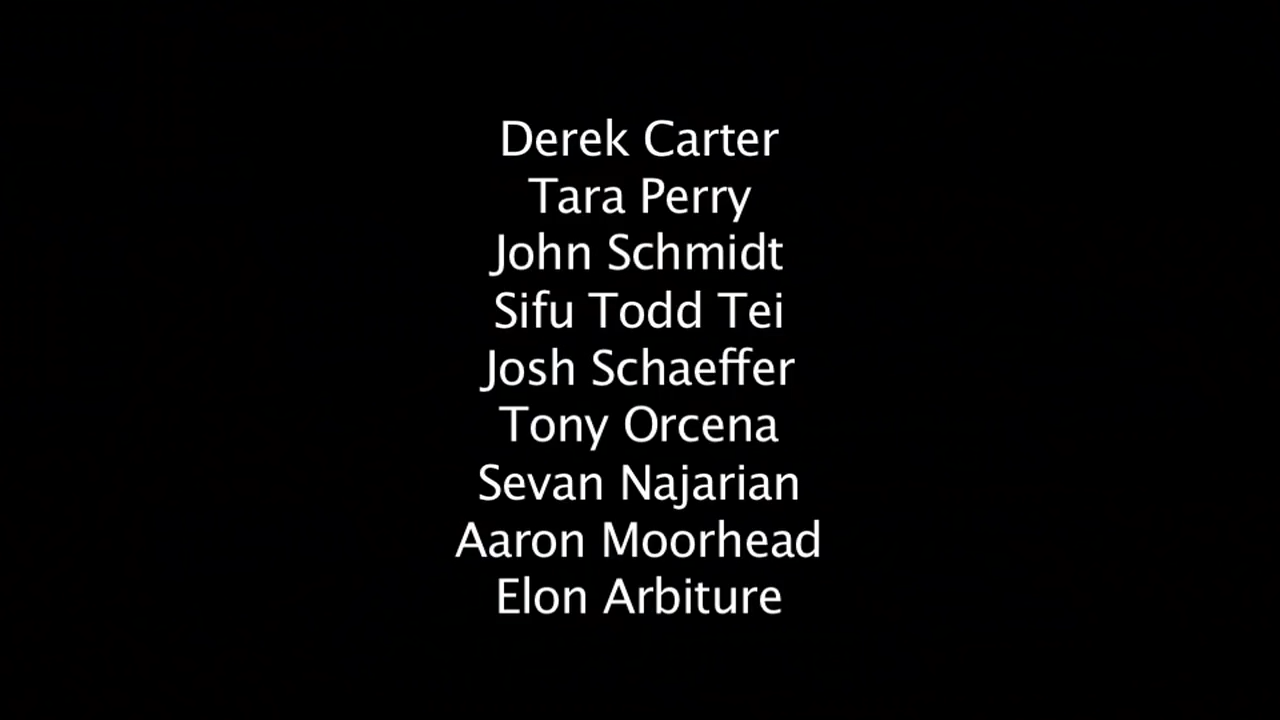 Derek Carter
Tara Perry
John Schmidt
Sifu Todd Tei
Josh Schaeffer
Tony Orcena
Sevan Najarian
Aaron Moorhead
Elon Arbiture